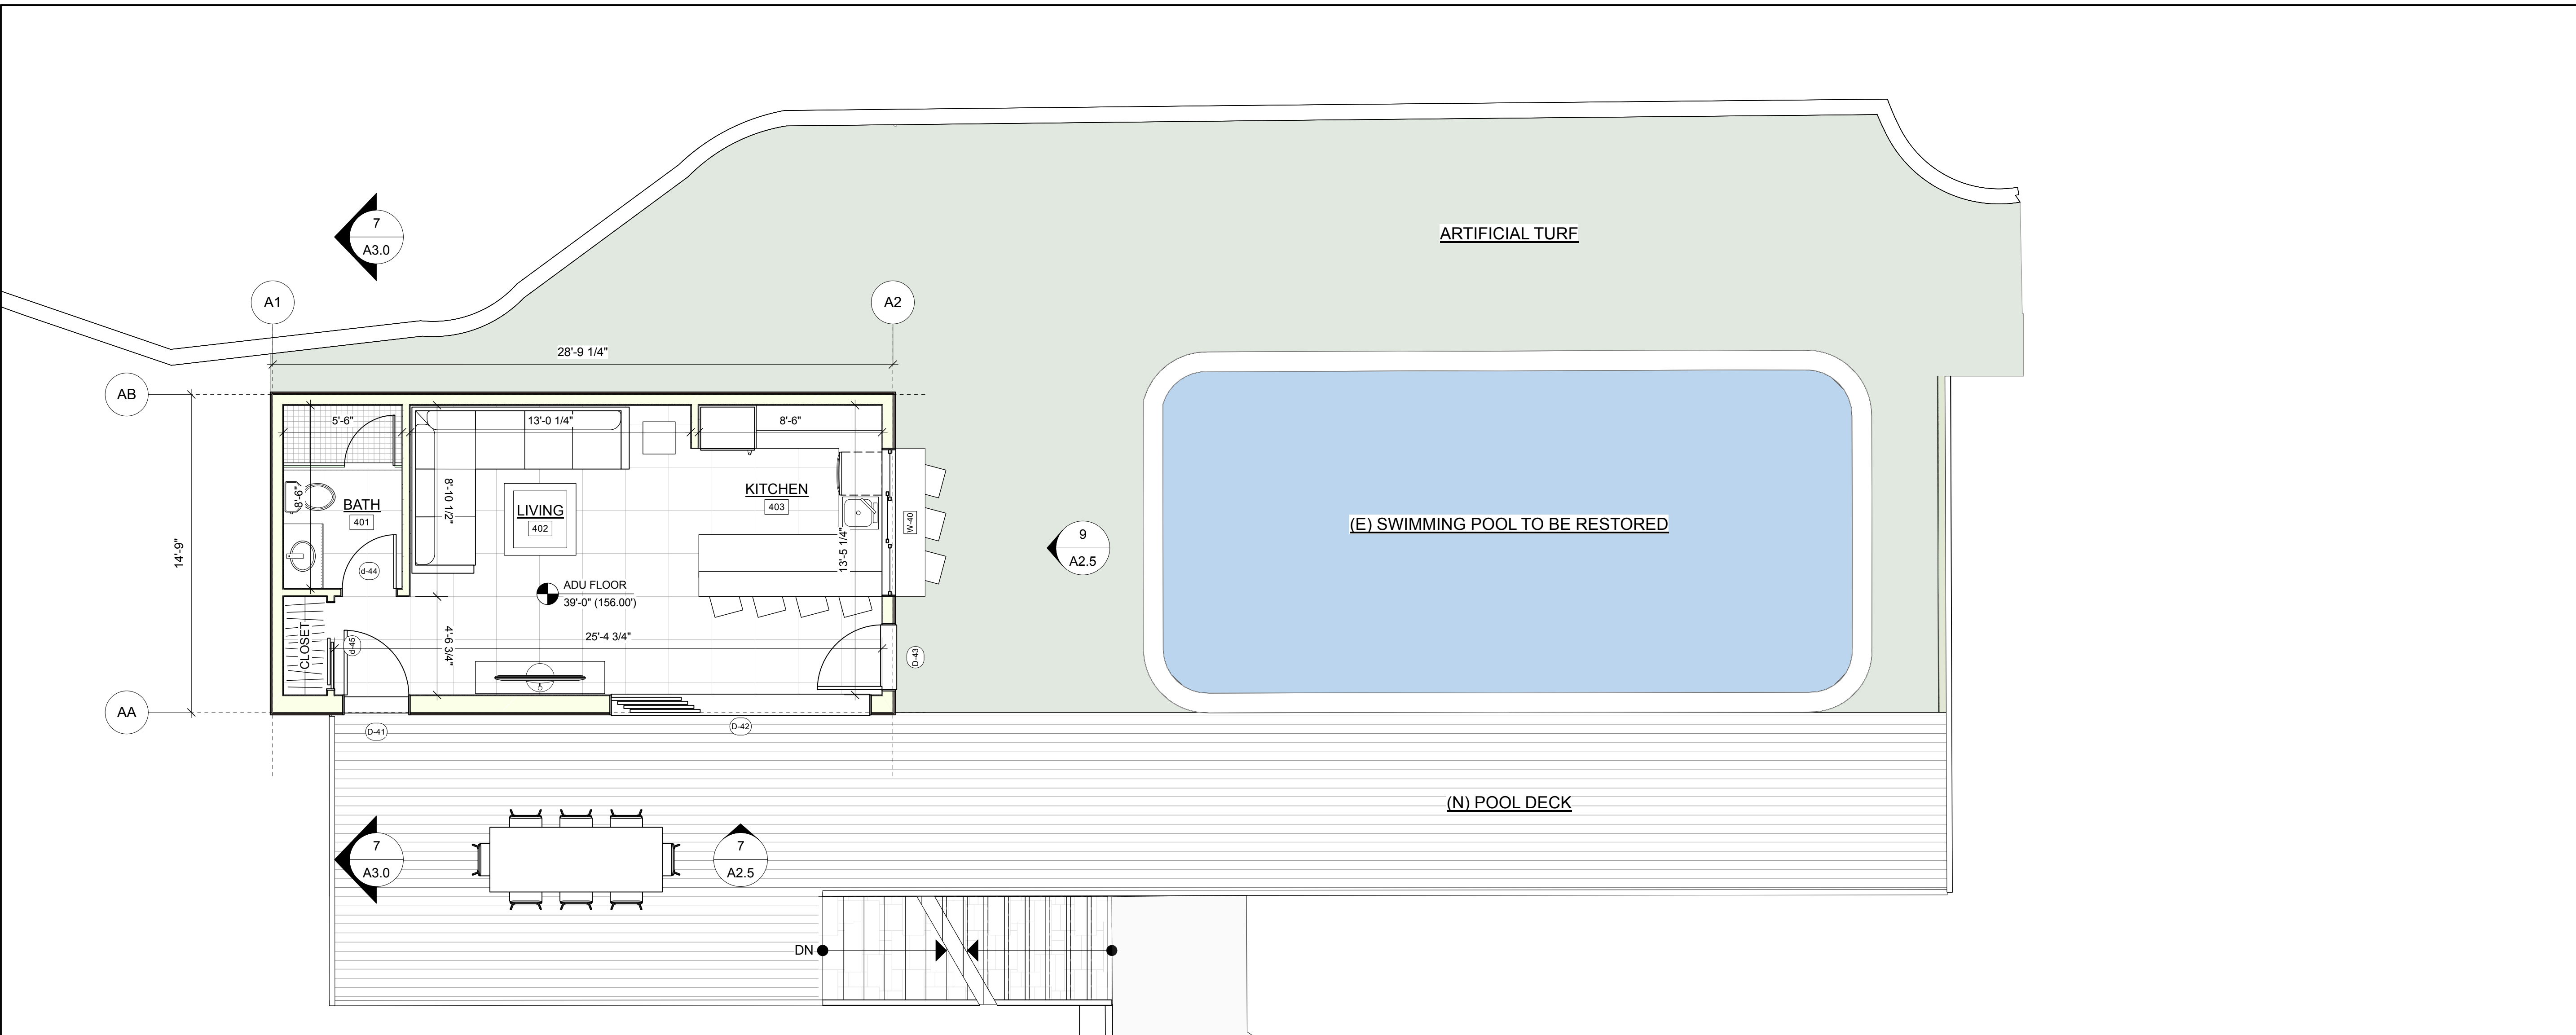 7
A3.0
ARTIFICIAL TURF
A1
A2
28'-9 1/4"
AB
5'-6"
13'-0 1/4"
8'-6"
14'-9"
8'-6"
BATH
401
8'-10 1/2"
LIVING
402
KITCHEN
403
13'-5 1/4"
W-40
9
A2.5
(E) SWIMMING POOL TO BE RESTORED
d-44
ADU FLOOR
39'-0" (156.00')
CLOSET
d-45
4'-6 3/4"
25'-4 3/4"
D-43
AA
D-41
D-42
(N) POOL DECK
7
A3.0
7
A2.5
DN